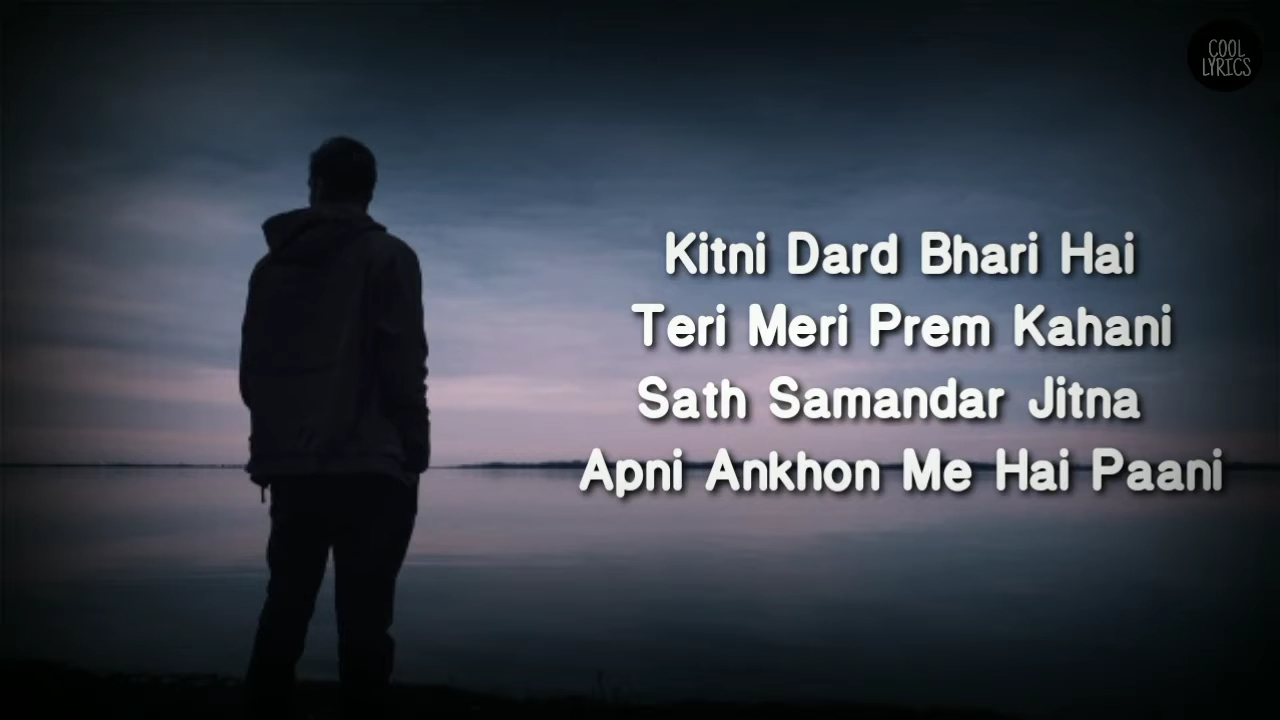 COOL
LYRICS
Kitni Dard Bhari Hai
Teri Meri Prem Kahani
Sath Samandar Jitna
Apni Ankhon Me Hai Paani